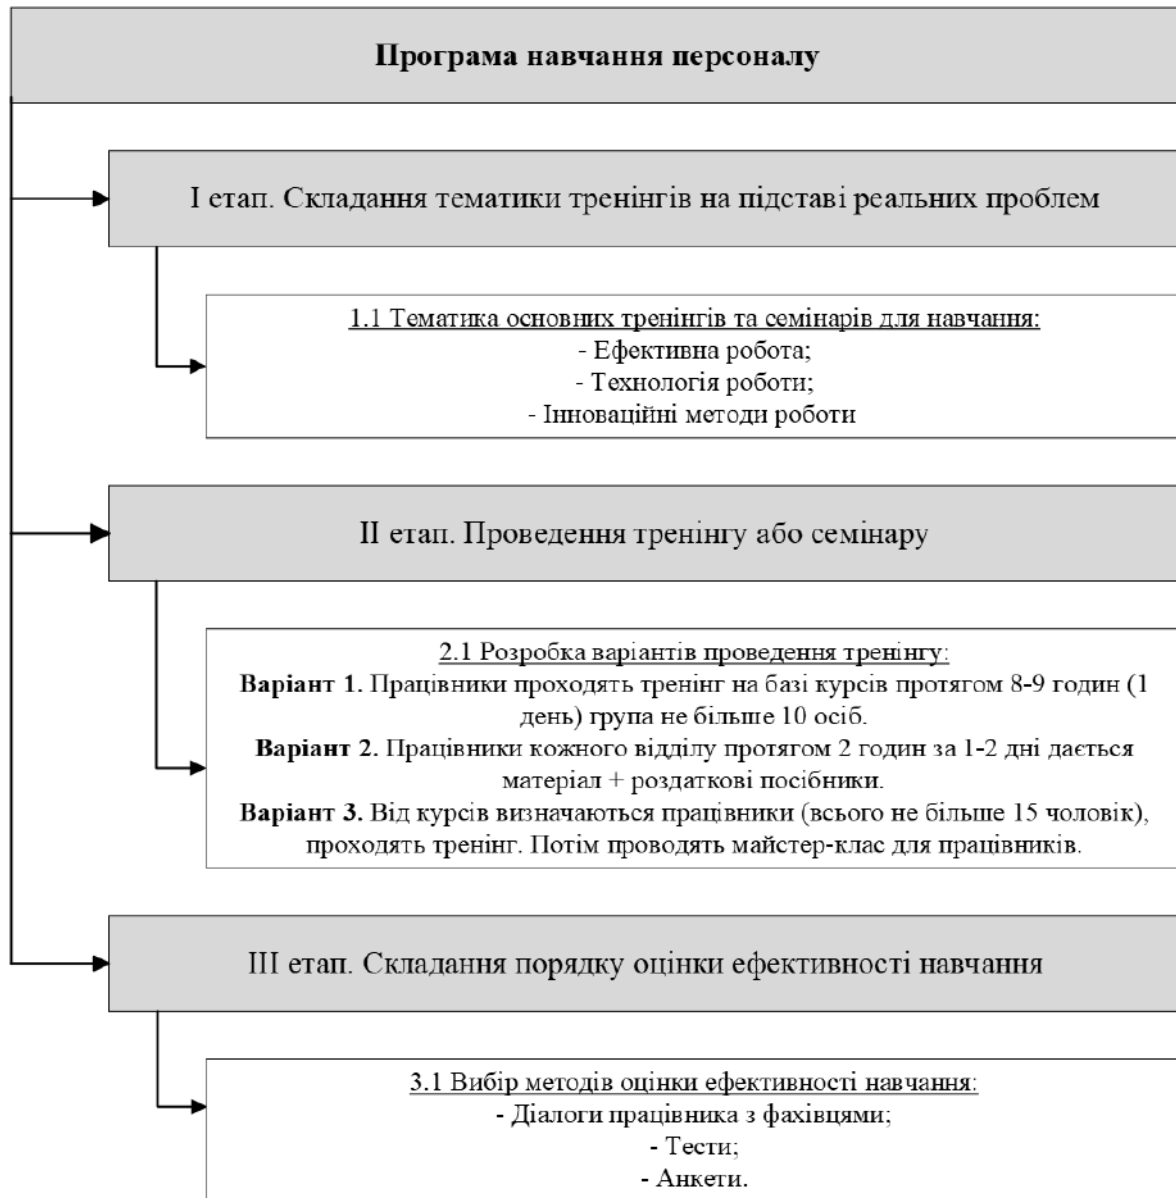 Програма навчання персоналу
І етап. Складання тематики тренінгів на підставі реальних проблем
1.1 Тематика основних тренінгів та семінарів для навчання:
- Ефективна робота;
- Технологія роботи;
- Інноваційні методи роботи
ІІ етап. Проведення тренінгу або семінару
2.1 Розробка варіантів проведення тренінгу:
Варіант 1. Працівники проходять тренінг на базі курсів протягом 8-9 годин (1
день) група не більше 10 осіб.
Варіант 2. Працівники кожного відділу протягом 2 годин за 1-2 дні дається
матеріал + роздаткові посібники.
Варіант 3. Від курсів визначаються працівники (всього не більше 15 чоловік),
проходять тренінг. Потім проводять майстер-клас для працівників.
ІІІ етап. Складання порядку оцінки ефективності навчання
3.1 Вибір методів оцінки ефективності навчання:
- Діалоги працівника з фахівцями;
- Тести;
- Анкети.